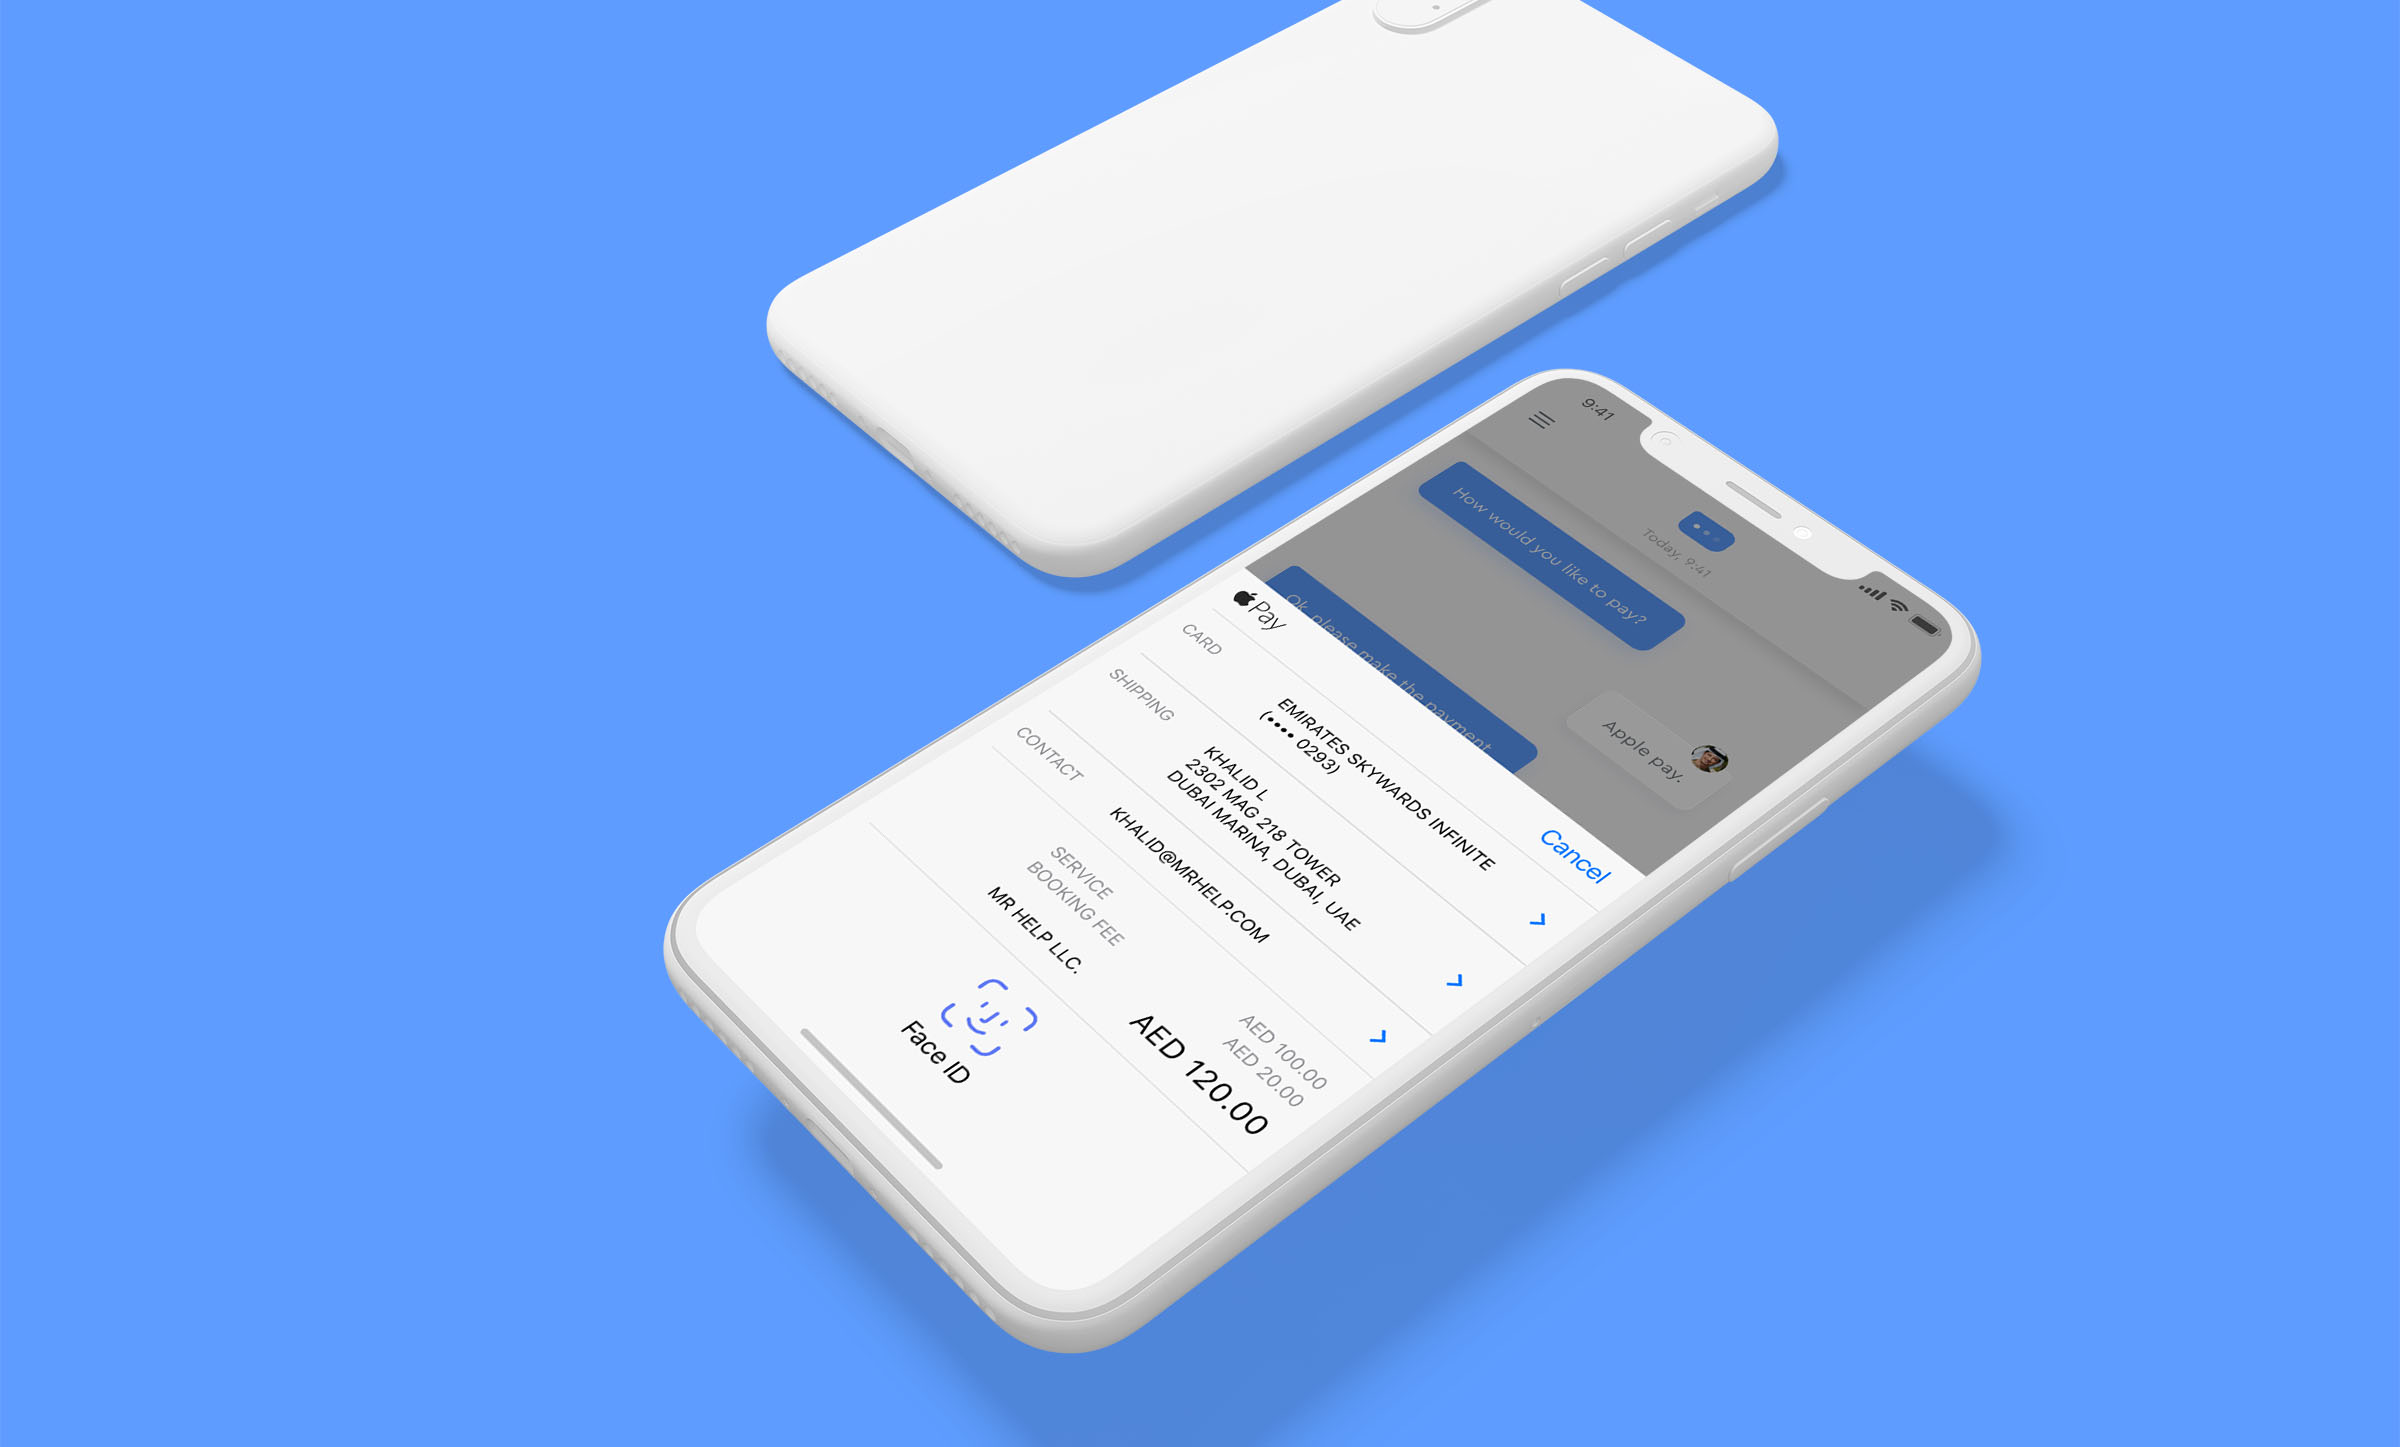 9:41
Today, 9:41
How would you like to pay?
Apple pay.
Ok, please make the payment
Pay
Cancel
CARD
EMIRATES SKYWARDS INFINITE
(•••• 0293)
SHIPPING
KHALID L
2302 MAG 218 TOWER
DUBAI MARINA, DUBAI, UAE
CONTACT
KHALID@MRHELP.COM
SERVICE
AED 100.00
BOOKING FEE
AED 20.00
MR HELP LLC.
AED 120.00
Face ID